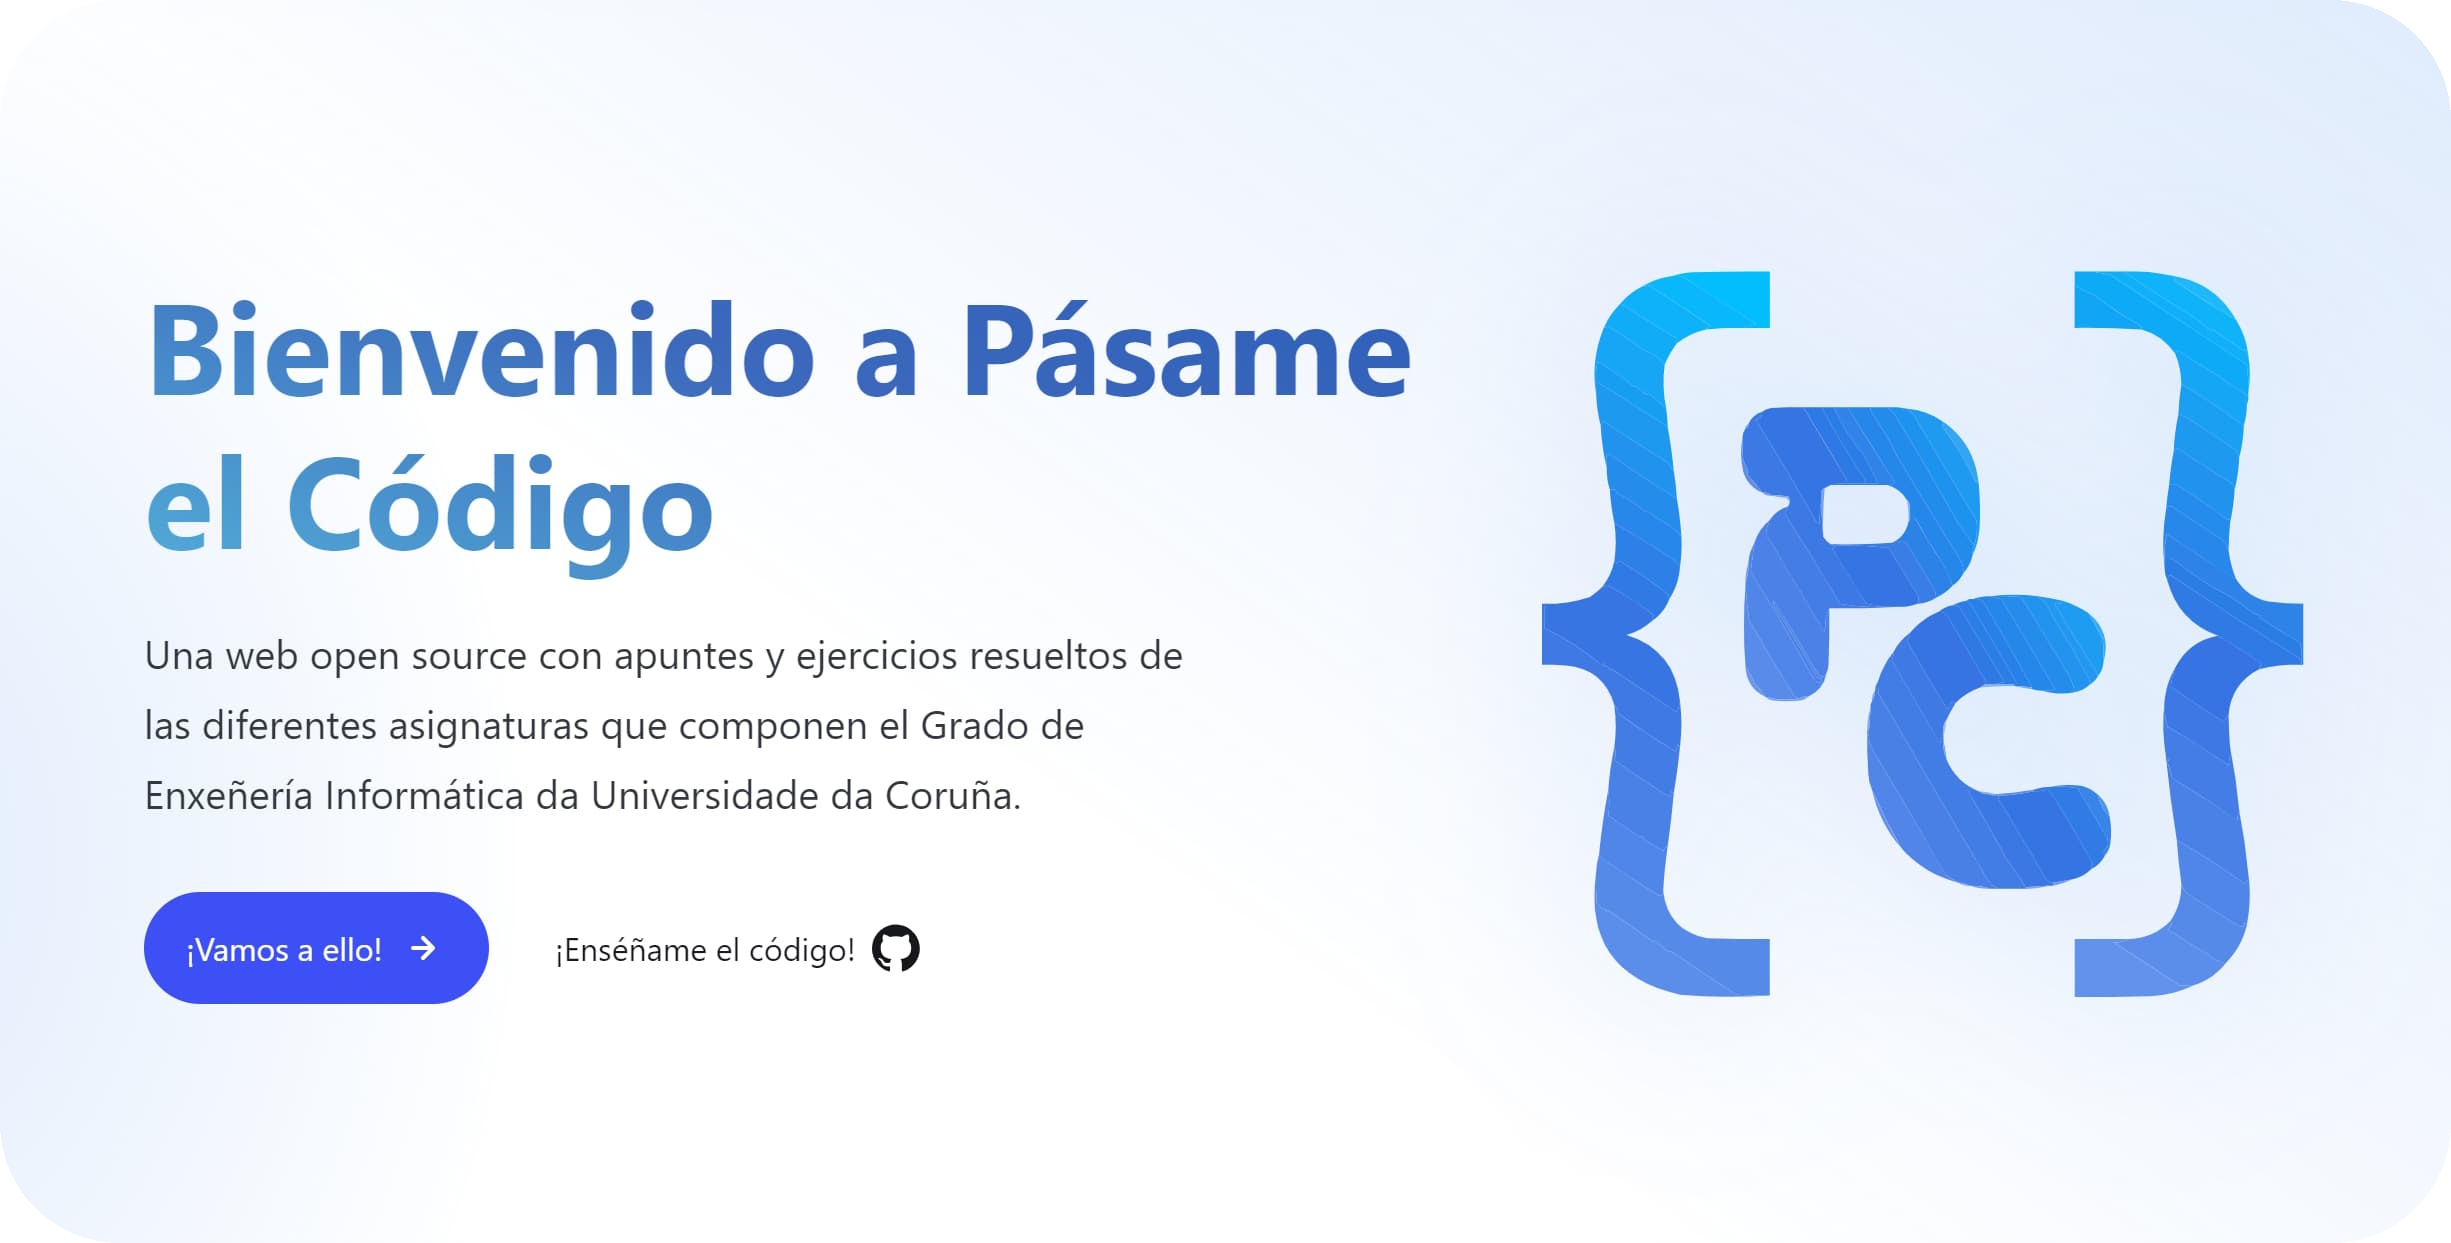 Bienvenido a Pásame
el Código
Una web open source con apuntes y ejercicios resueltos de
las diferentes asignaturas que componen el Grado de
Enxeñería Informática da Universidade da Coruña.
¡Vamos a ello!
¡Enséñame el código!
{PC}